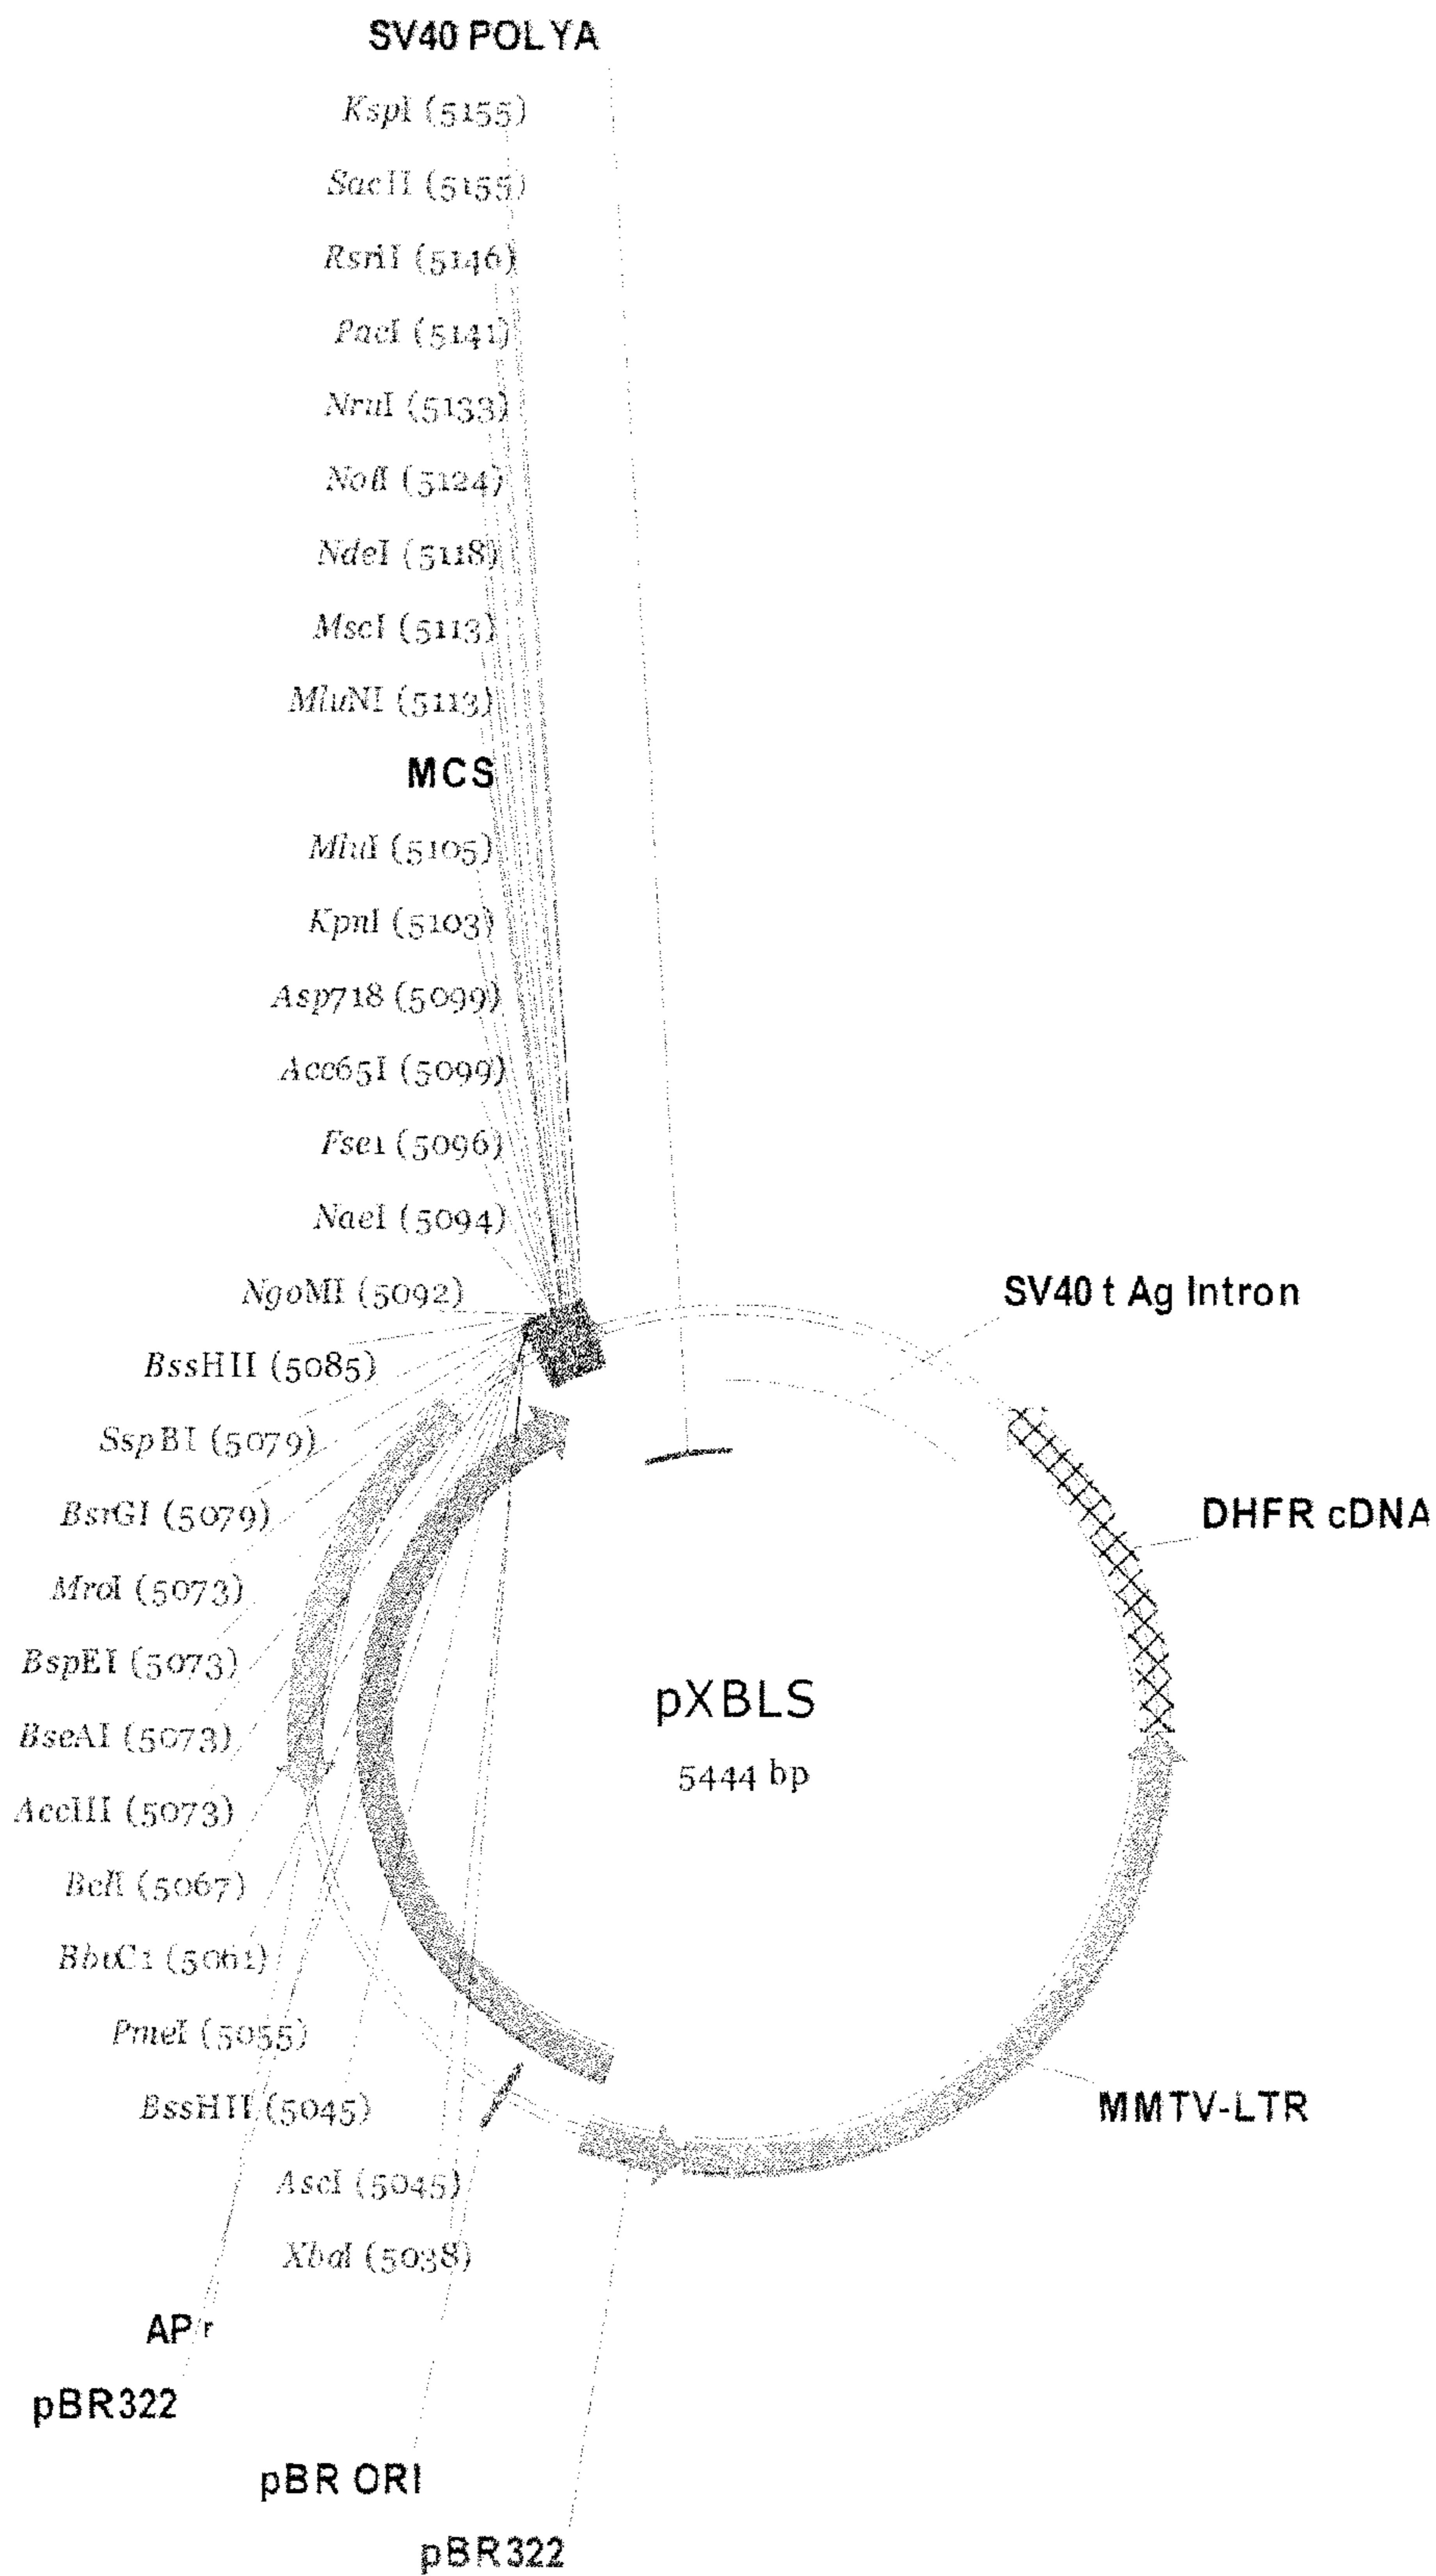 SV40 POLYA
KspI (5155)
SacII (5155)
RsrII (5146)
PacI (5141)
NruI (5133)
NotI (5124)
NdeI (5118)
MscI (5113)
MluNI (5113)
MCS
MluI (5105)
KpnI (5103)
Asp718 (5099)
Acc65I (5099)
Fse1 (5096)
NaeI (5094)
NgoMI (5092)
SV40 t Ag Intron
BssHII (5085)
SspBI (5079)
BsrGI (5079)
DHFR cDNA
MroI (5073)
BspEI (5073)
pXBLS
BseAI (5073)
5444 bp
AccIII (5073)
BclI (5067)
BbuC1 (5061)
PmeI (5055)
BssHII (5045)
MMTV-LTR
AscI (5045)
XbaI (5038)
APr
pBR322
pBR ORI
pBR322